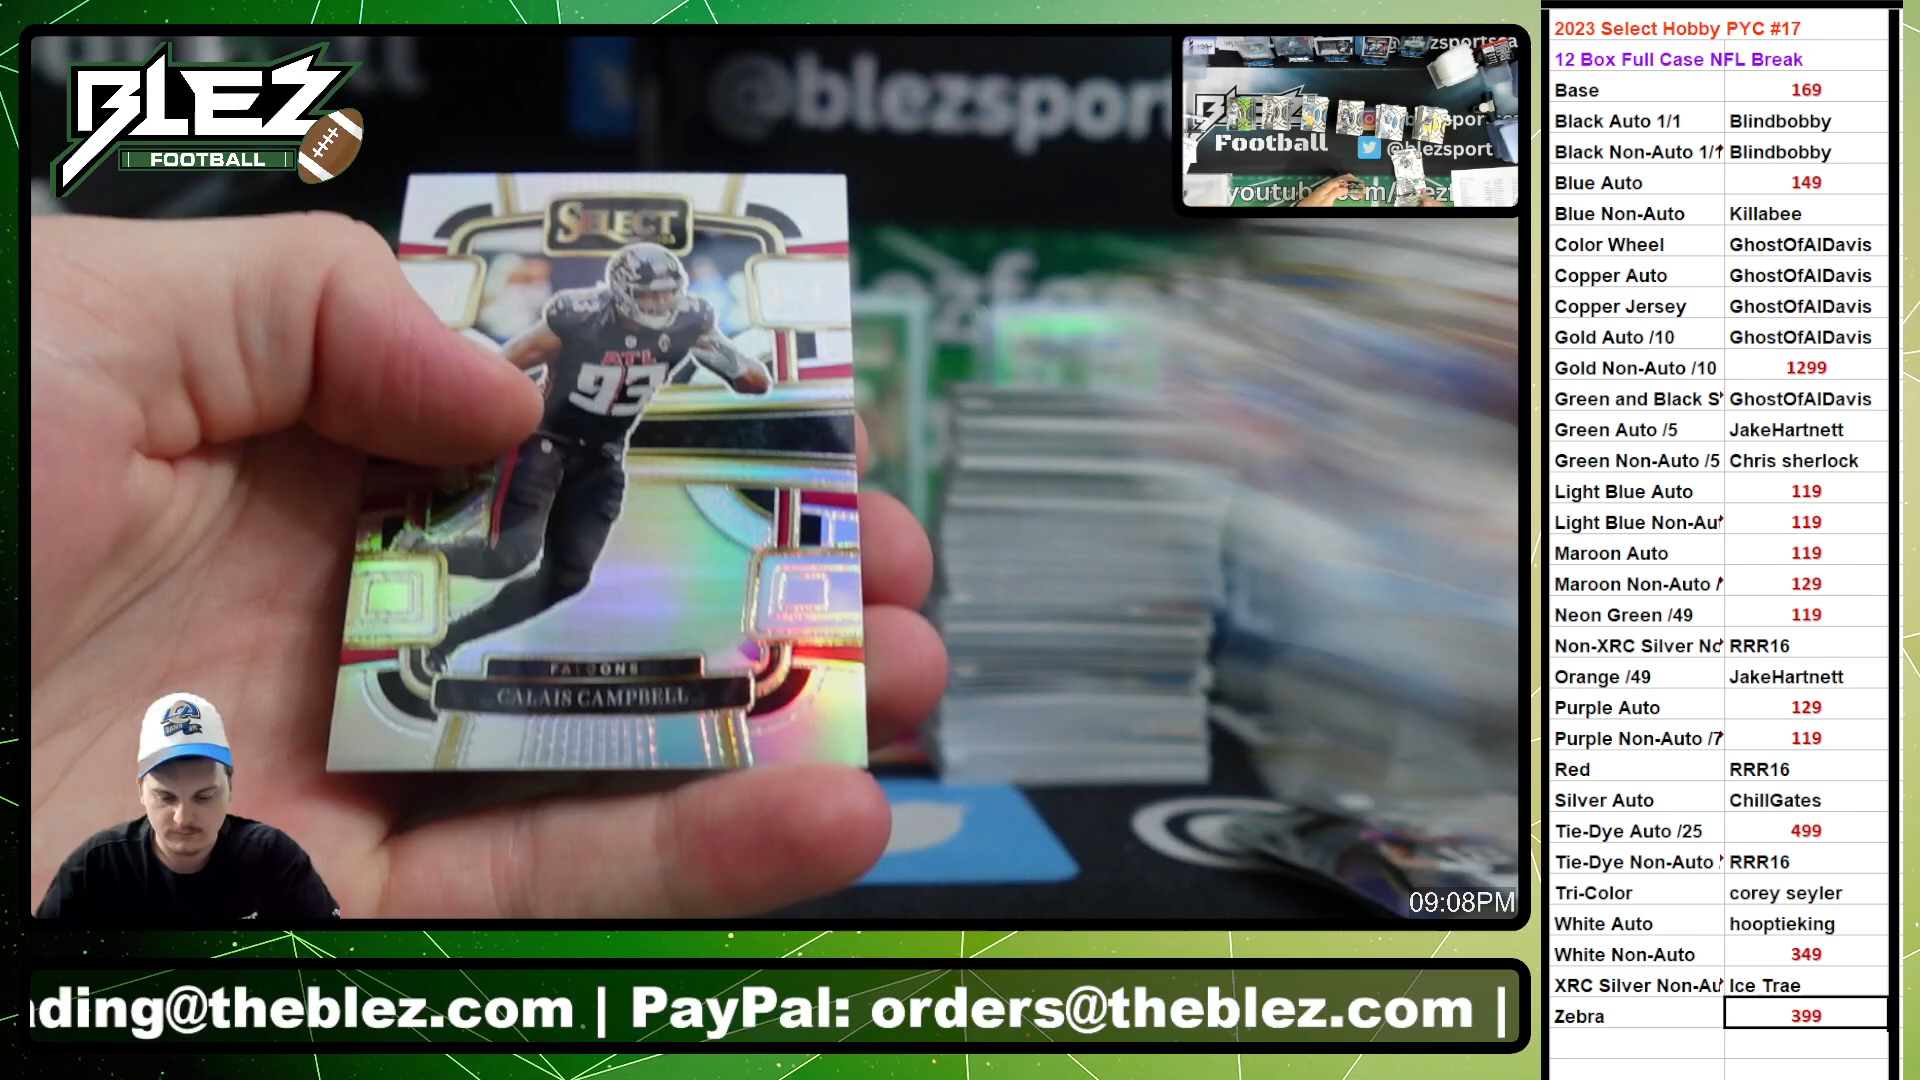 BLEZ
FOOTBALL
@blezsport
SELECT
ATL
93
FALCONS
CALAIS CAMPBELL
Football
@blezsport
09:08PM
ding@theblez.com | PayPal: orders@theblez.com |
2023 Select Hobby PYC #17
12 Box Full Case NFL Break
Base 169
Black Auto 1/1 Blindbobby
Black Non-Auto 1/1 Blindbobby
Blue Auto 149
Blue Non-Auto Killabee
Color Wheel GhostOfAlDavis
Copper Auto GhostOfAlDavis
Copper Jersey GhostOfAlDavis
Gold Auto /10 GhostOfAlDavis
Gold Non-Auto /10 1299
Green and Black S GhostOfAlDavis
Green Auto /5 JakeHartnett
Green Non-Auto /5 Chris sherlock
Light Blue Auto 119
Light Blue Non-Au 119
Maroon Auto 119
Maroon Non-Auto / 129
Neon Green /49 119
Non-XRC Silver No RRR16
Orange /49 JakeHartnett
Purple Auto 129
Purple Non-Auto /7 119
Red RRR16
Silver Auto ChillGates
Tie-Dye Auto /25 499
Tie-Dye Non-Auto RRR16
Tri-Color corey seyler
White Auto hooptieking
White Non-Auto 349
XRC Silver Non-Au Ice Trae
Zebra 399